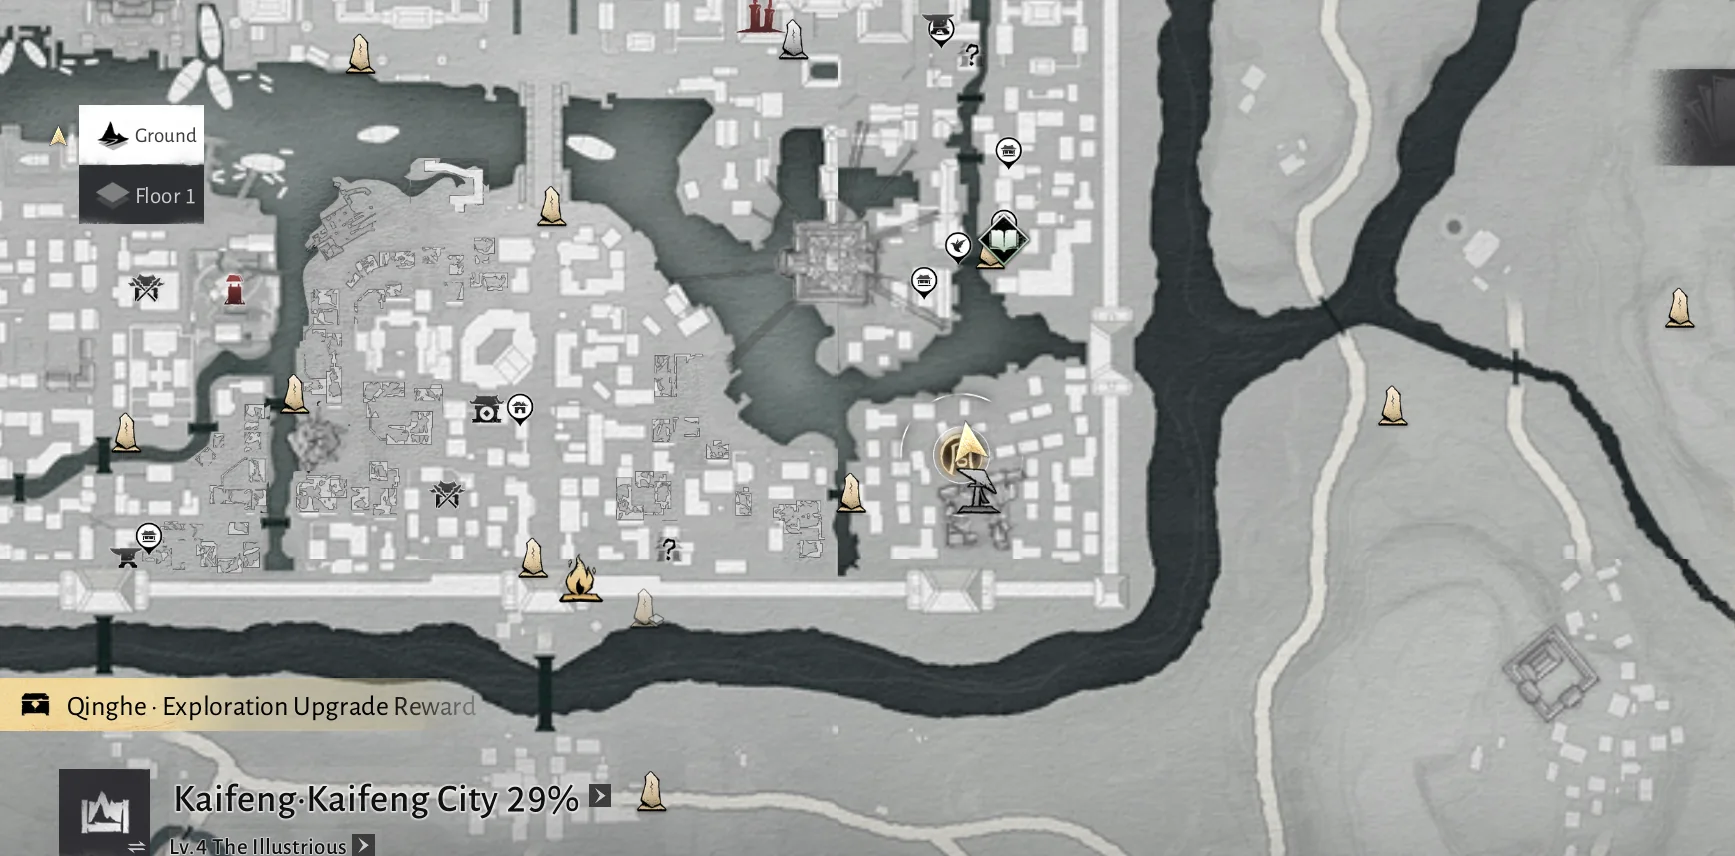 Ground
Floor 1
?
?
Qinghe · Exploration Upgrade Reward
Kaifeng·Kaifeng City 29%
Lv.4 The Illustrious